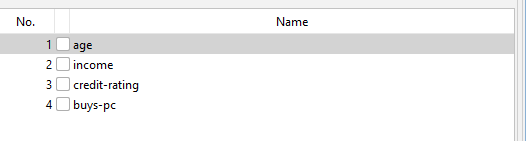 No. Name
1 age
2 income
3 credit-rating
4 buys-pc